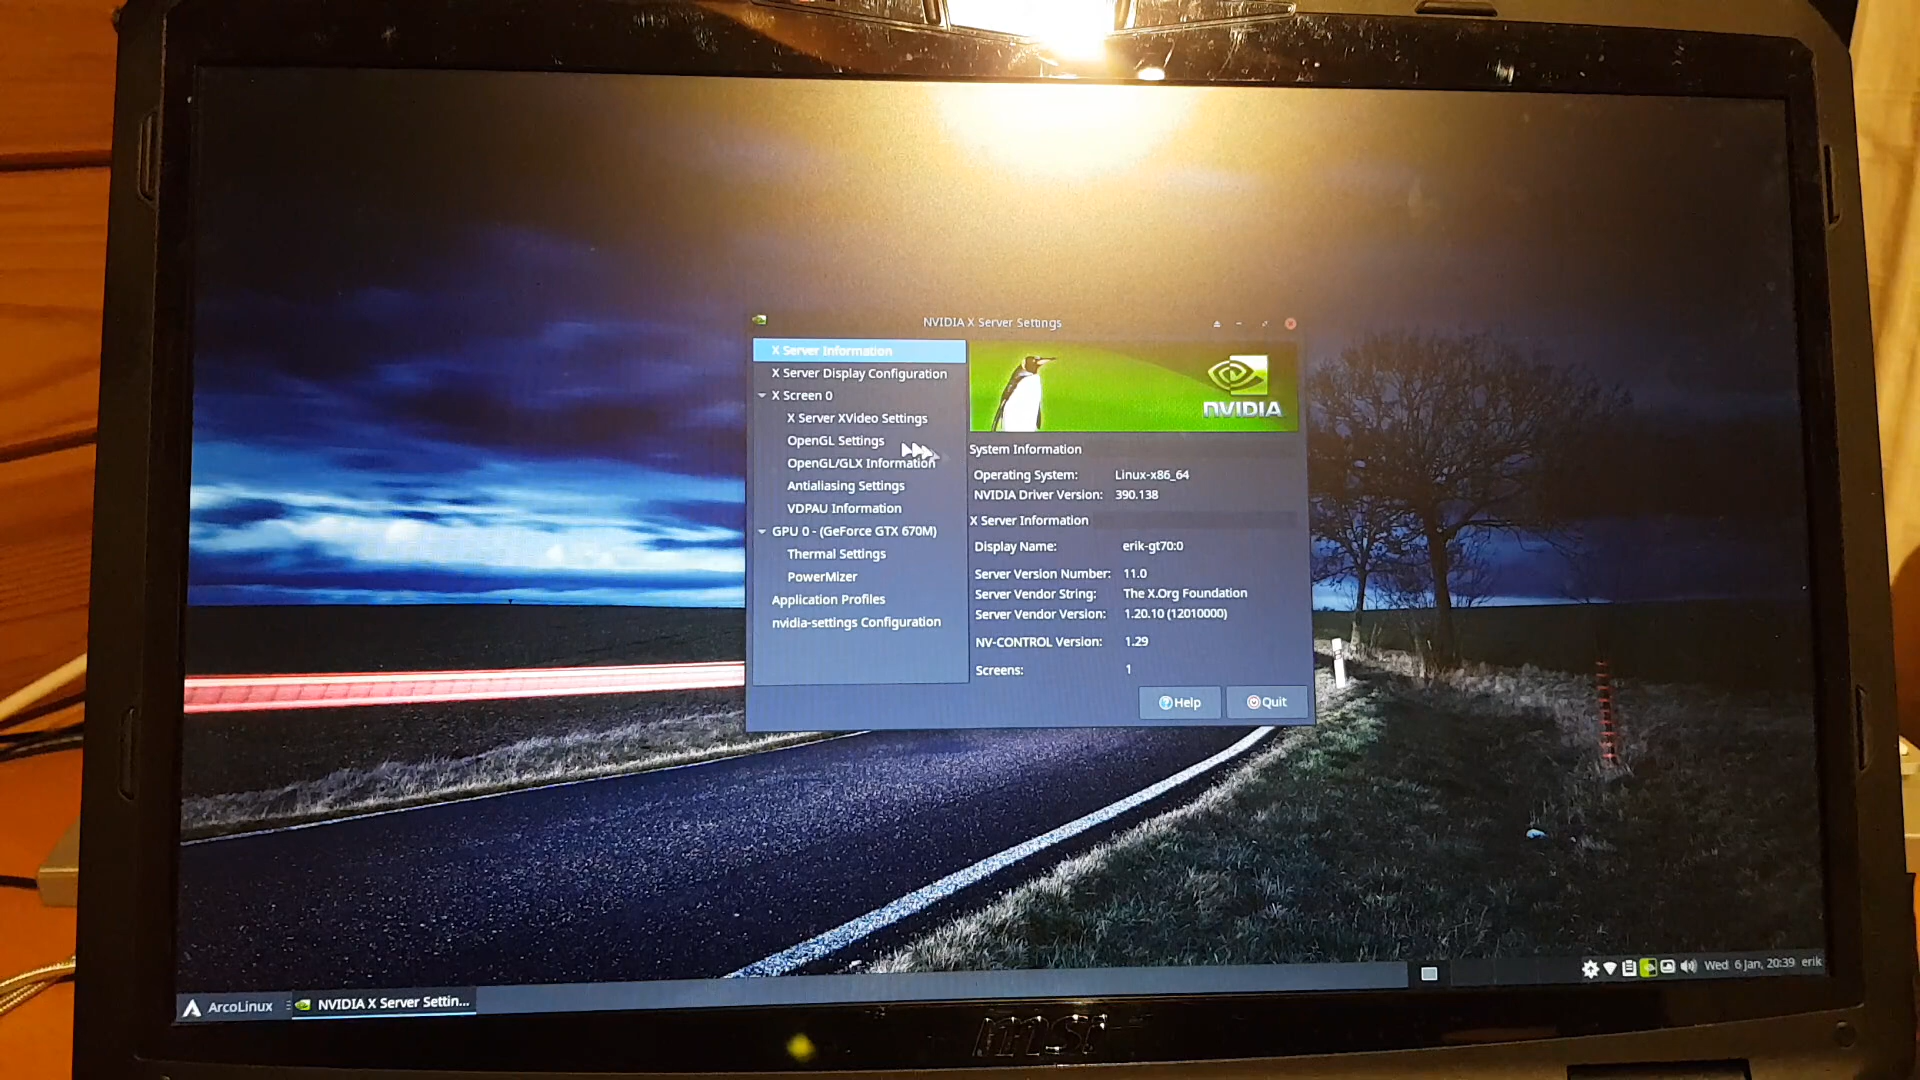 NVIDIA X Server Settings
X Server Information
X Server Display Configuration
X Screen 0
X Server XVideo Settings
OpenGL Settings
OpenGL/GLX Information
Antialiasing Settings
VDPAU Information
GPU 0 - (GeForce GTX 670M)
Thermal Settings
PowerMizer
Application Profiles
nvidia-settings Configuration
NVIDIA
System Information
Operating System: Linux-x86_64
NVIDIA Driver Version: 390.138
X Server Information
Display Name: erik-gt70:0
Server Version Number: 11.0
Server Vendor String: The X.Org Foundation
Server Vendor Version: 1.20.10 (12010000)
NV-CONTROL Version: 1.29
Screens: 1
Help Quit
ArcoLinux NVIDIA X Server Settin... Wed 6 Jan, 20:39 erik
msi